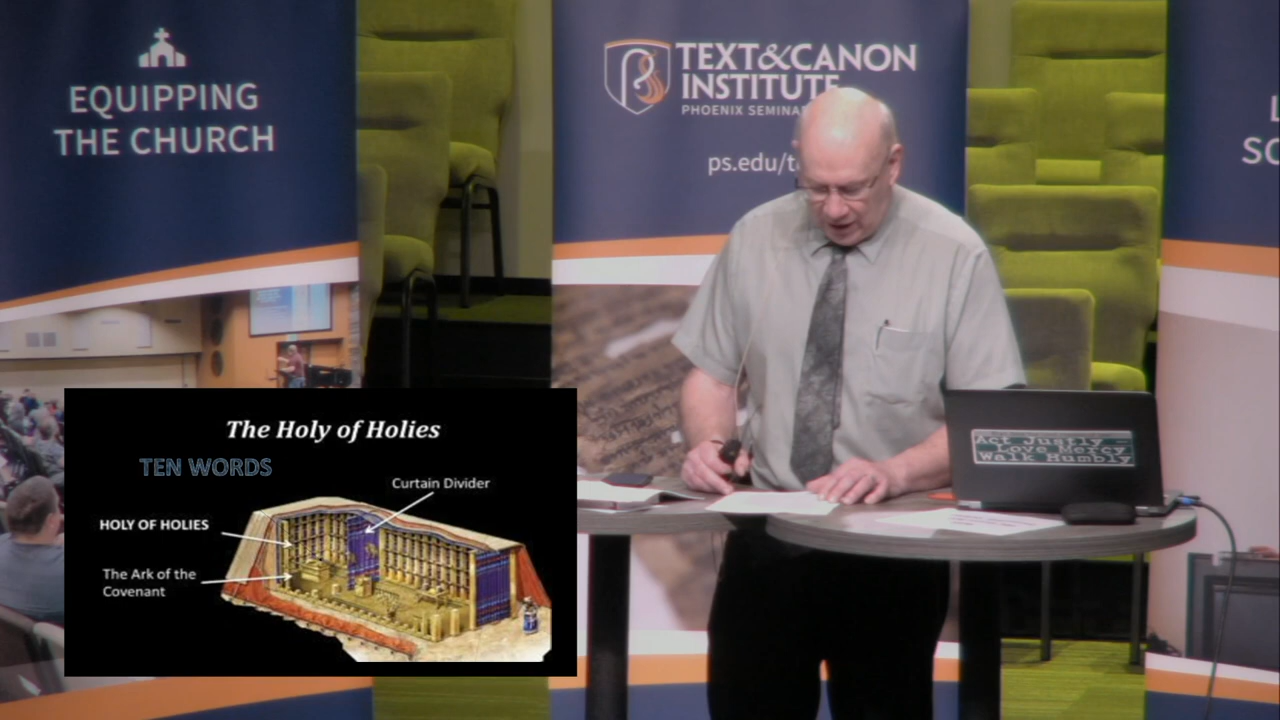 EQUIPPING
THE CHURCH
TEXT&CANON
INSTITUTE
PHOENIX
ps.edu/t
The Holy of Holies
TEN WORDS
Curtain Divider
HOLY OF HOLIES
The Ark of the
Covenant
Act Justly –
Love Mercy
Walk Humbly